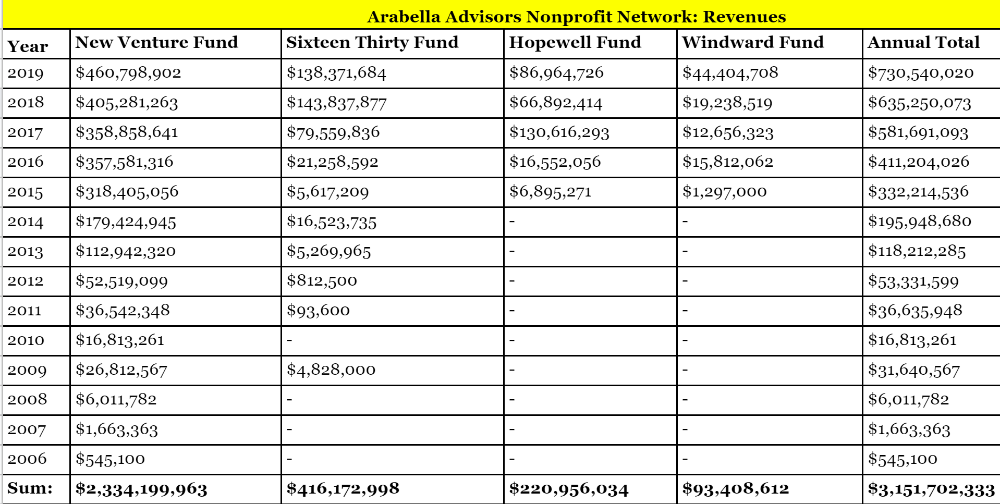 Arabella Advisors Nonprofit Network: Revenues
Year New Venture Fund Sixteen Thirty Fund Hopewell Fund Windward Fund Annual Total
2019 $460,798,902 $138,371,684 $86,964,726 $44,404,708 $730,540,020
2018 $405,281,263 $143,837,877 $66,892,414 $19,238,519 $635,250,073
2017 $358,858,641 $79,559,836 $130,616,293 $12,656,323 $581,691,093
2016 $357,581,316 $21,258,592 $16,552,056 $15,812,062 $411,204,026
2015 $318,405,056 $5,617,209 $6,895,271 $1,297,000 $332,214,536
2014 $179,424,945 $16,523,735 - - $195,948,680
2013 $112,942,320 $5,269,965 - - $118,212,285
2012 $52,519,099 $812,500 - - $53,331,599
2011 $36,542,348 $93,600 - - $36,635,948
2010 $16,813,261 - - - $16,813,261
2009 $26,812,567 $4,828,000 - - $31,640,567
2008 $6,011,782 - - - $6,011,782
2007 $1,663,363 - - - $1,663,363
2006 $545,100 - - - $545,100
Sum: $2,334,199,963 $416,172,998 $220,956,034 $93,408,612 $3,151,702,333